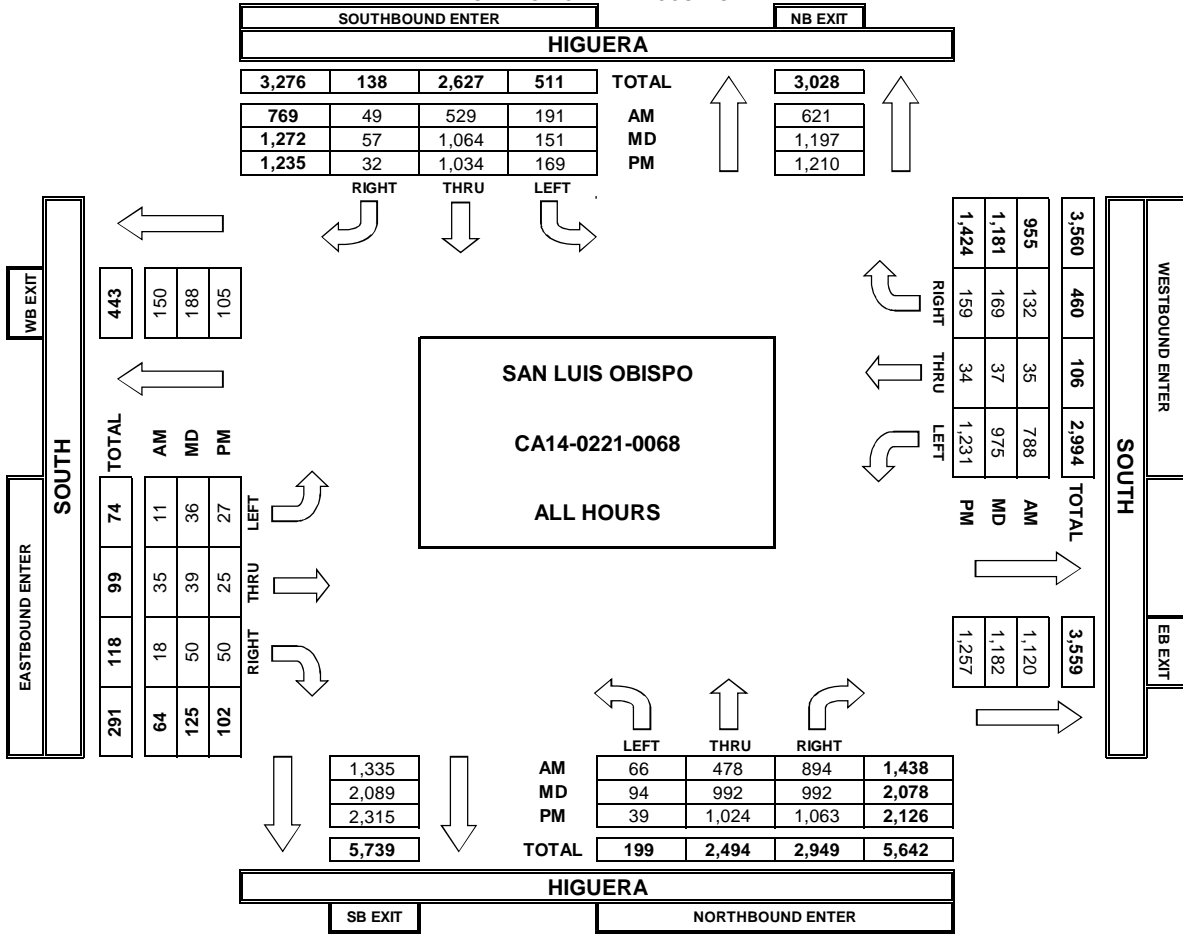 SOUTHBOUND ENTER NB EXIT
HIGUERA
3,276 138 2,627 511 TOTAL 3,028
769 49 529 191 AM 621
1,272 57 1,064 151 MD 1,197
1,235 32 1,034 169 PM 1,210
RIGHT THRU LEFT
WB EXIT
SOUTH
443 150 188 105
TOTAL AM MD PM
EASTBOUND ENTER
74 11 36 27 LEFT
99 35 39 25 THRU
118 18 50 50 RIGHT
291 64 125 102
SAN LUIS OBISPO
CA14-0221-0068
ALL HOURS
WESTBOUND ENTER
SOUTH
1,424 1,181 955 3,560
RIGHT 159 169 132 460
THRU 34 37 35 106
LEFT 1,231 975 788 2,994
PM MD AM TOTAL
EB EXIT
1,257 1,182 1,120 3,559
LEFT THRU RIGHT
1,335 AM 66 478 894 1,438
2,089 MD 94 992 992 2,078
2,315 PM 39 1,024 1,063 2,126
5,739 TOTAL 199 2,494 2,949 5,642
HIGUERA
SB EXIT NORTHBOUND ENTER